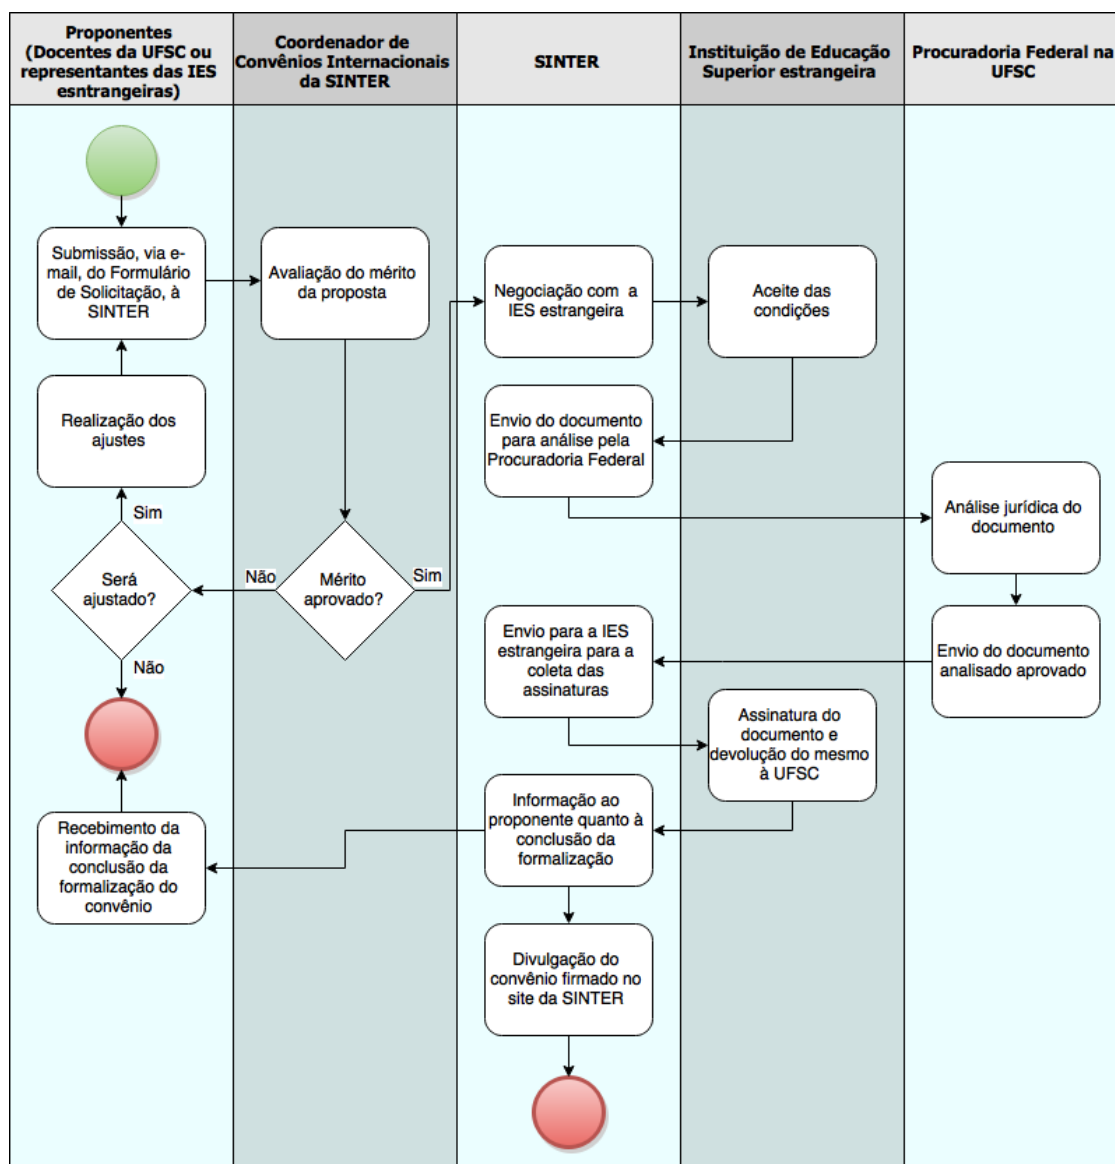 Proponentes
(Docentes da UFSC ou
representantes das IES
esntrangeiras)
Coordenador de
Convênios Internacionais
da SINTER
SINTER
Instituição de Educação
Superior estrangeira
Procuradoria Federal na
UFSC
Submissão, via e-
mail, do Formulário
de Solicitação, à
SINTER
Avaliação do mérito
da proposta
Negociação com a
IES estrangeira
Aceite das
condições
Realização dos
ajustes
Envio do documento
para análise pela
Procuradoria Federal
Análise jurídica do
documento
Sim
Será
ajustado?
Não
Mérito
aprovado?
Sim
Não
Envio para a IES
estrangeira para a
coleta das
assinaturas
Envio do documento
analisado aprovado
Assinatura do
documento e
devolução do mesmo
à UFSC
Informação ao
proponente quanto à
conclusão da
formalização
Recebimento da
informação da
conclusão da
formalização do
convênio
Divulgação do
convênio firmado no
site da SINTER